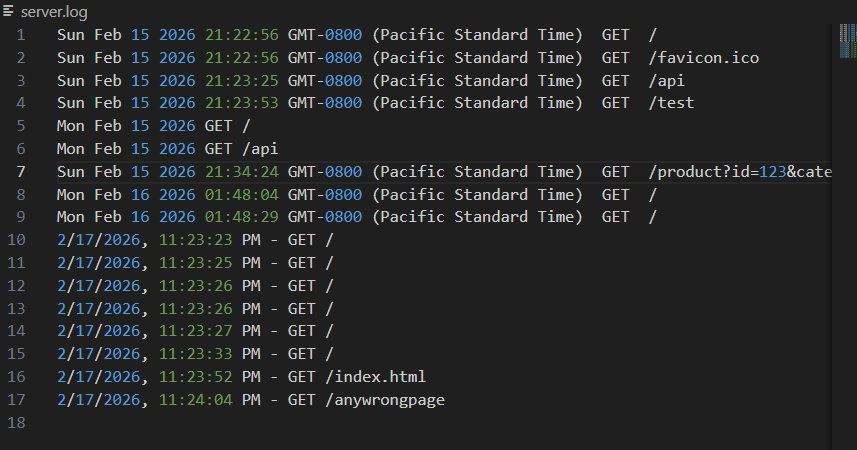 server.log
1 Sun Feb 15 2026 21:22:56 GMT-0800 (Pacific Standard Time)  GET  /
2 Sun Feb 15 2026 21:22:56 GMT-0800 (Pacific Standard Time)  GET  /favicon.ico
3 Sun Feb 15 2026 21:23:25 GMT-0800 (Pacific Standard Time)  GET  /api
4 Sun Feb 15 2026 21:23:53 GMT-0800 (Pacific Standard Time)  GET  /test
5 Mon Feb 15 2026 GET /
6 Mon Feb 15 2026 GET /api
7 Sun Feb 15 2026 21:34:24 GMT-0800 (Pacific Standard Time)  GET  /product?id=123&cate
8 Mon Feb 16 2026 01:48:04 GMT-0800 (Pacific Standard Time)  GET  /
9 Mon Feb 16 2026 01:48:29 GMT-0800 (Pacific Standard Time)  GET  /
10 2/17/2026, 11:23:23 PM - GET /
11 2/17/2026, 11:23:25 PM - GET /
12 2/17/2026, 11:23:26 PM - GET /
13 2/17/2026, 11:23:26 PM - GET /
14 2/17/2026, 11:23:27 PM - GET /
15 2/17/2026, 11:23:33 PM - GET /
16 2/17/2026, 11:23:52 PM - GET /index.html
17 2/17/2026, 11:24:04 PM - GET /anywrongpage
18